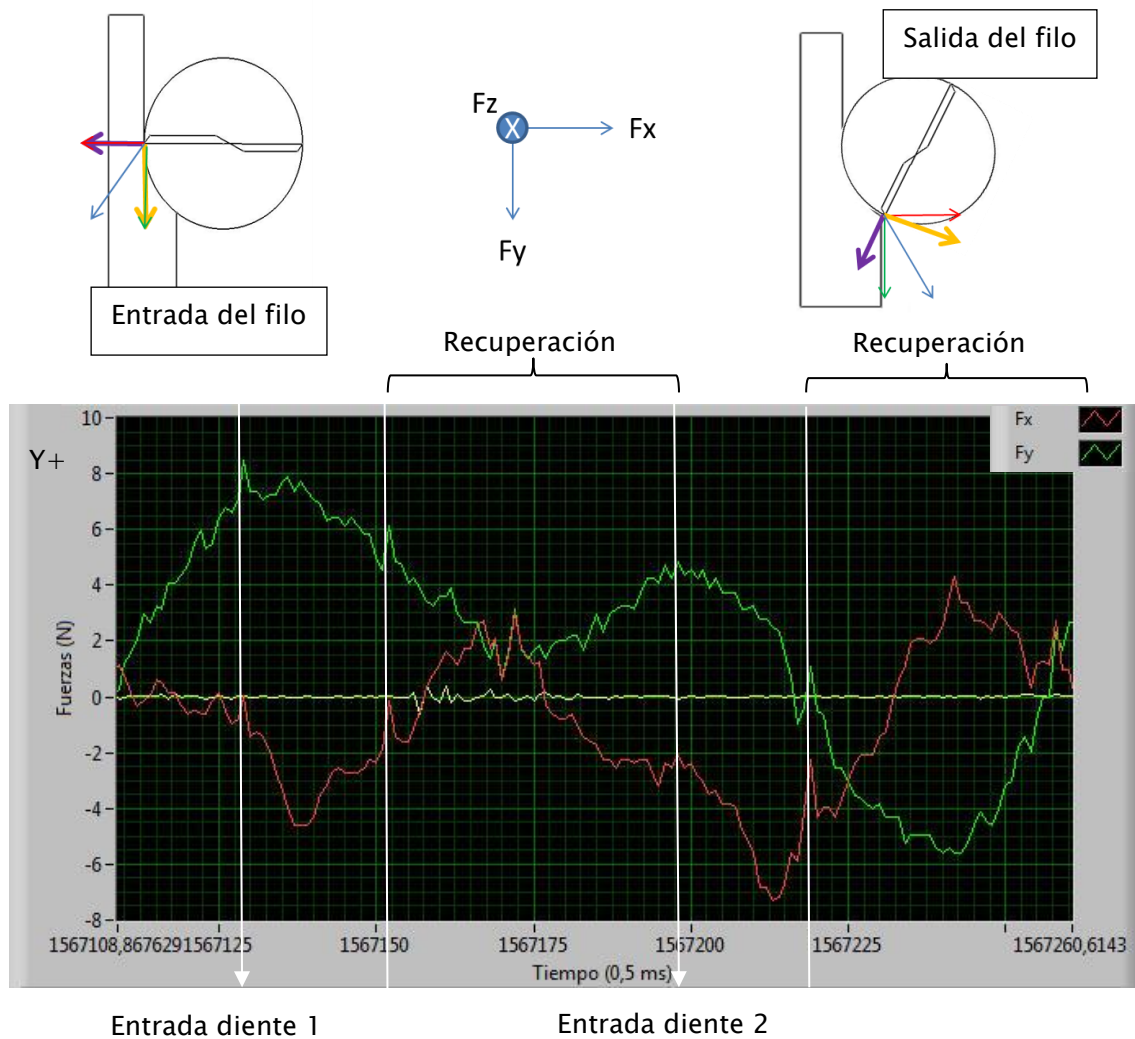 Salida del filo
Fz
X
Fx
Fy
Entrada del filo
Recuperación
Recuperación
Y+
Fx
Fy
10
8
6
4
2
0
-2
-4
-6
-8
Fuerzas (N)
1567108,8676291567125
1567150
1567175
1567200
1567225
1567260,6143
Tiempo (0,5 ms)
Entrada diente 1
Entrada diente 2